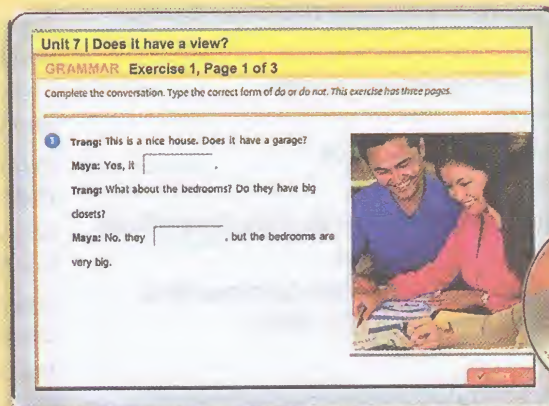 Unit 7 | Does it have a view?
GRAMMAR Exercise 1, Page 1 of 3
Complete the conversation. Type the correct form of do or do not. This exercise has three pages.
1 Trang: This is a nice house. Does it have a garage?
Maya: Yes, it .
Trang: What about the bedrooms? Do they have big
closets?
Maya: No, they , but the bedrooms are
very big.